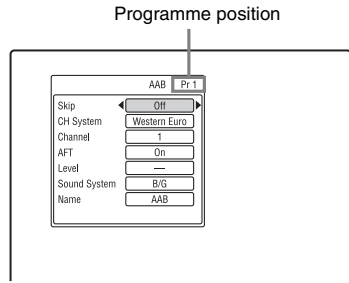 Programme position
AAB Pr 1
Skip Off
CH System Western Euro
Channel 1
AFT On
Level —
Sound System B/G
Name AAB